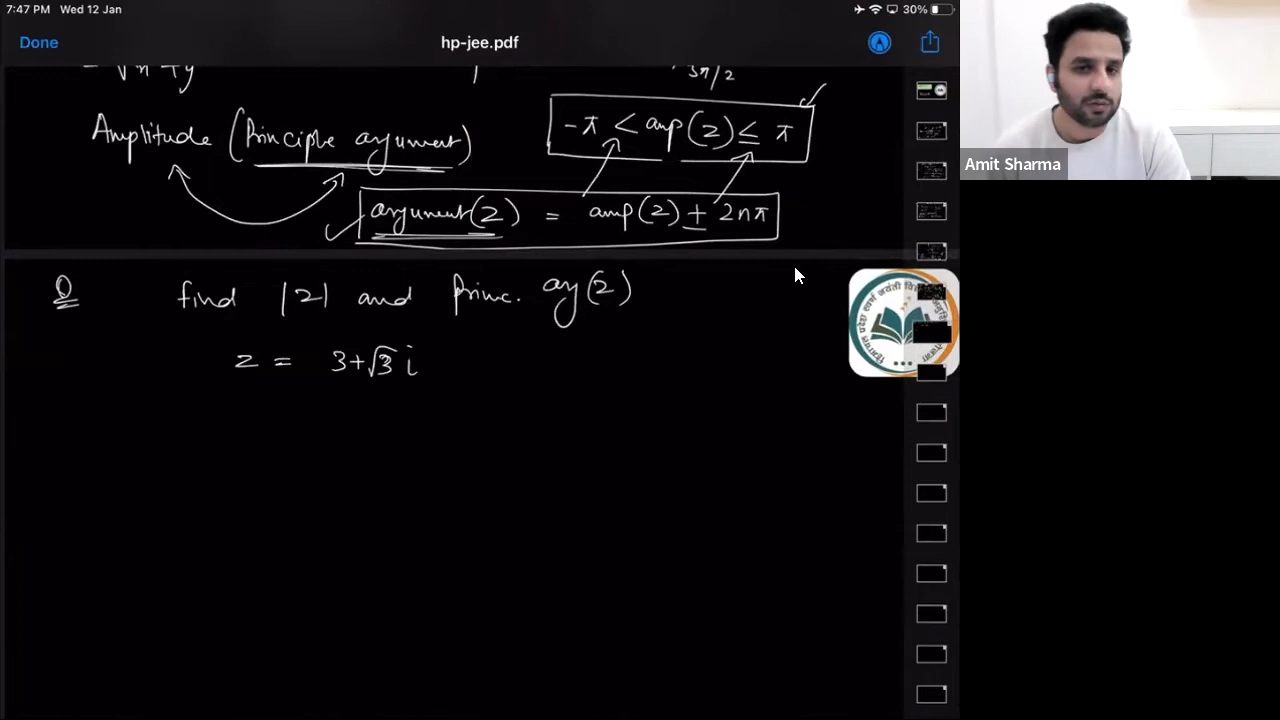 7:47 PM Wed 12 Jan
30%
Done
hp-jee.pdf
3π/2
Amplitude (Principle argument)
-π < amp(z) ≤ π
argument(z) = amp(z) ± 2nπ
Amit Sharma
Q find |z| and princ. arg(z)
z = 3+√3 i